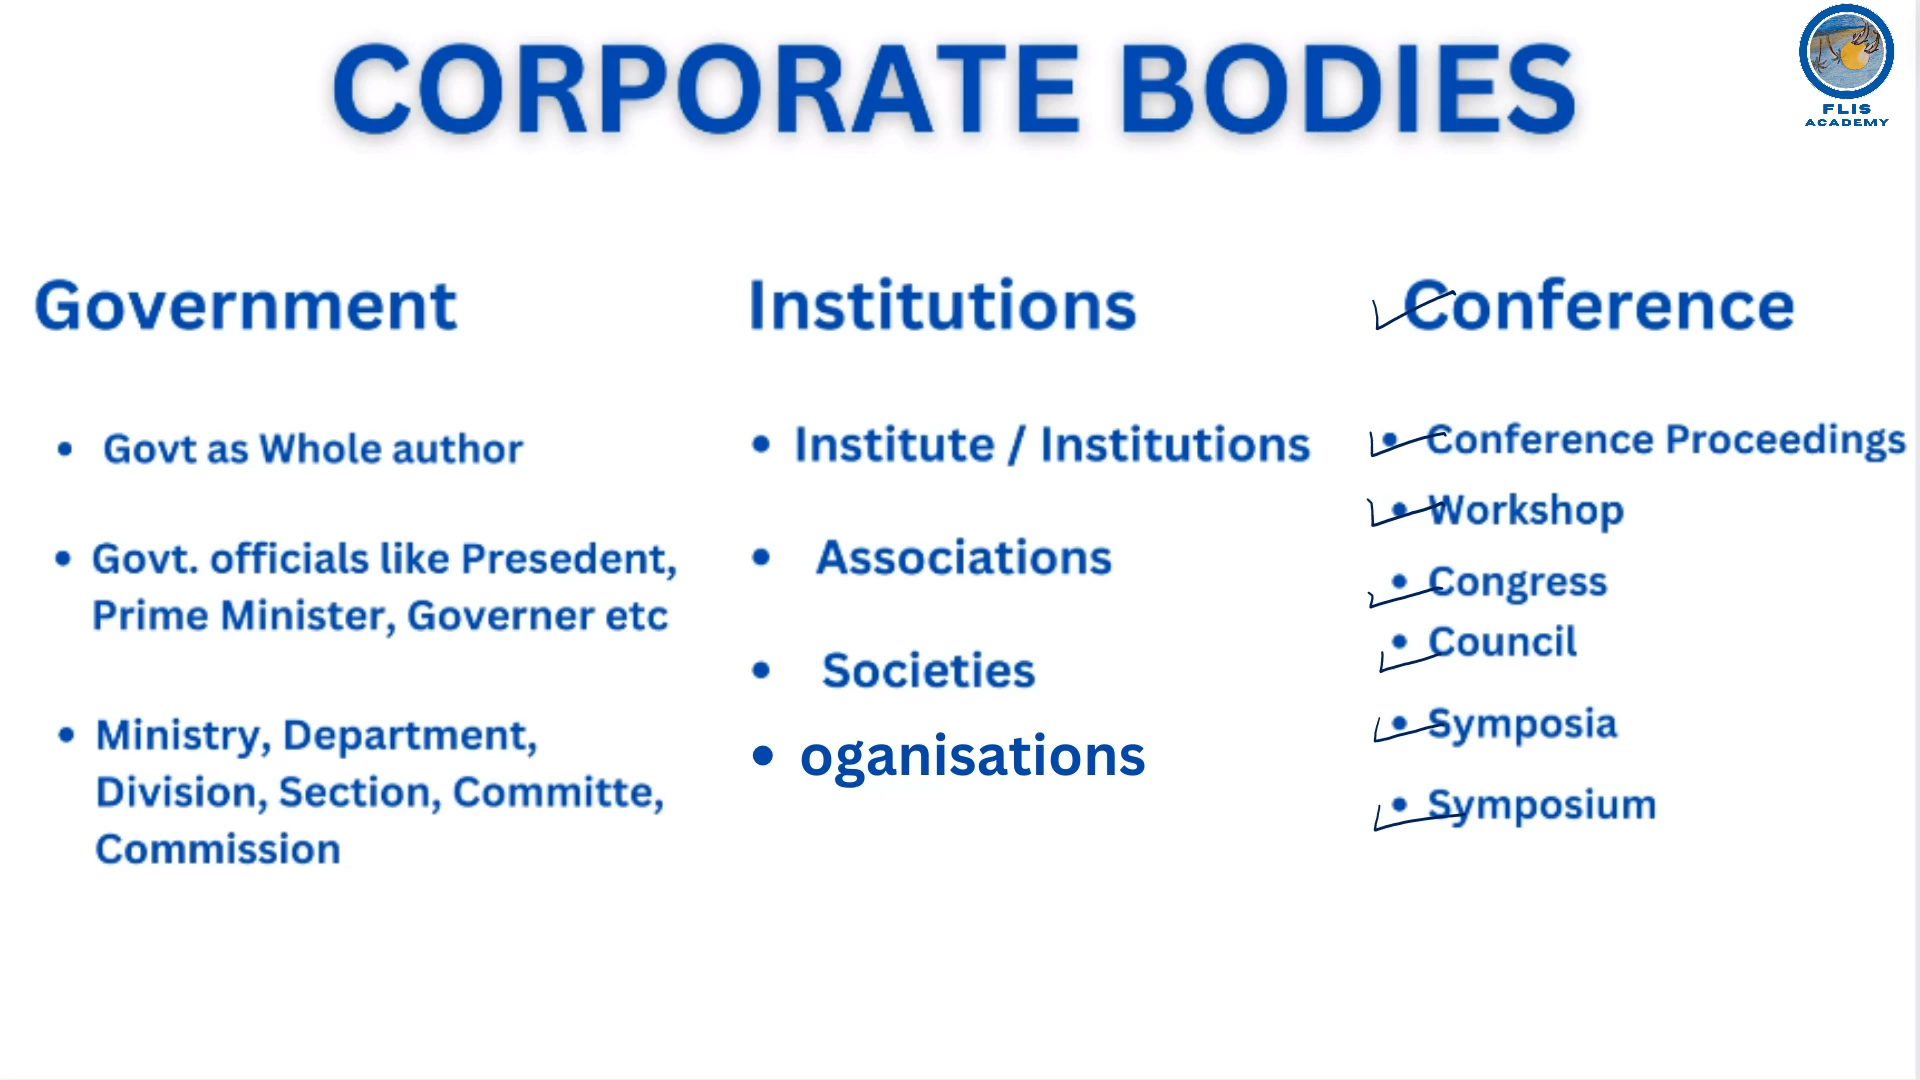 CORPORATE BODIES
FLIS
ACADEMY
Government
• Govt as Whole author
• Govt. officials like Presedent,
Prime Minister, Governer etc
• Ministry, Department,
Division, Section, Committe,
Commission
Institutions
• Institute / Institutions
• Associations
• Societies
• oganisations
Conference
• Conference Proceedings
• Workshop
• Congress
• Council
• Symposia
• Symposium